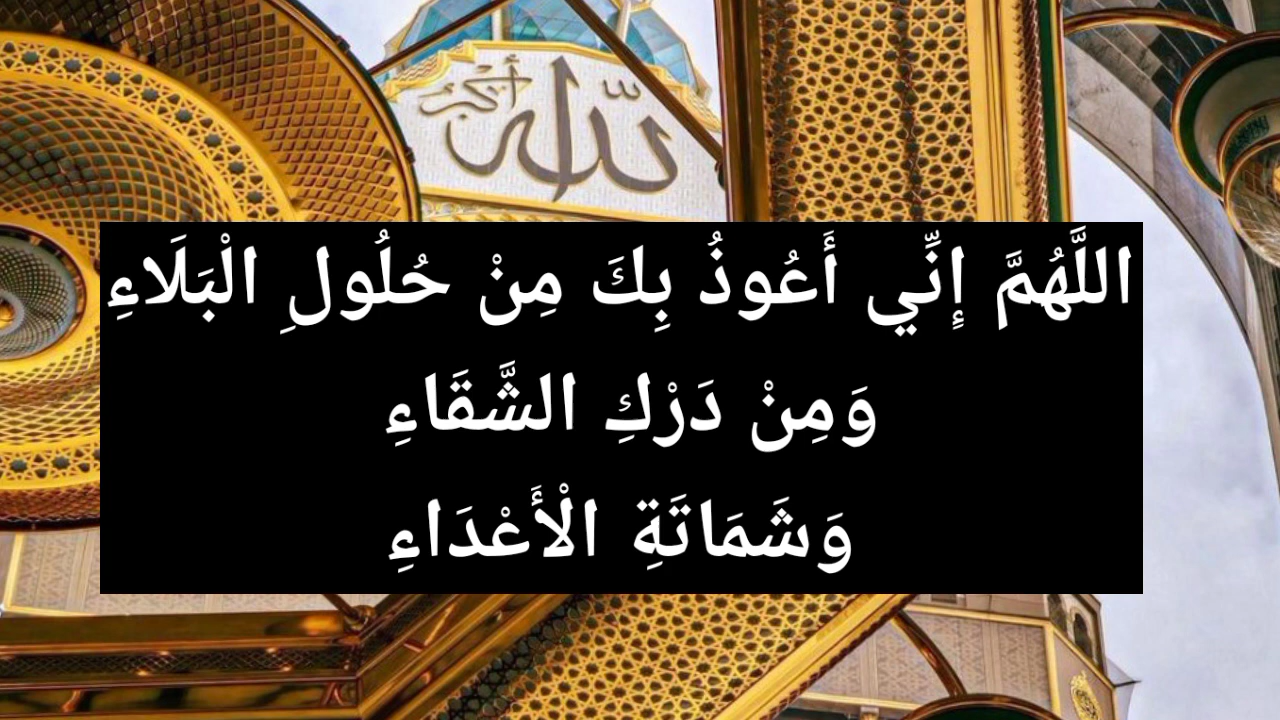 الله أكبر
اللَّهُمَّ إِنِّي أَعُوذُ بِكَ مِنْ حُلُولِ الْبَلَاءِ
وَمِنْ دَرْكِ الشَّقَاءِ
وَشَمَاتَةِ الْأَعْدَاءِ